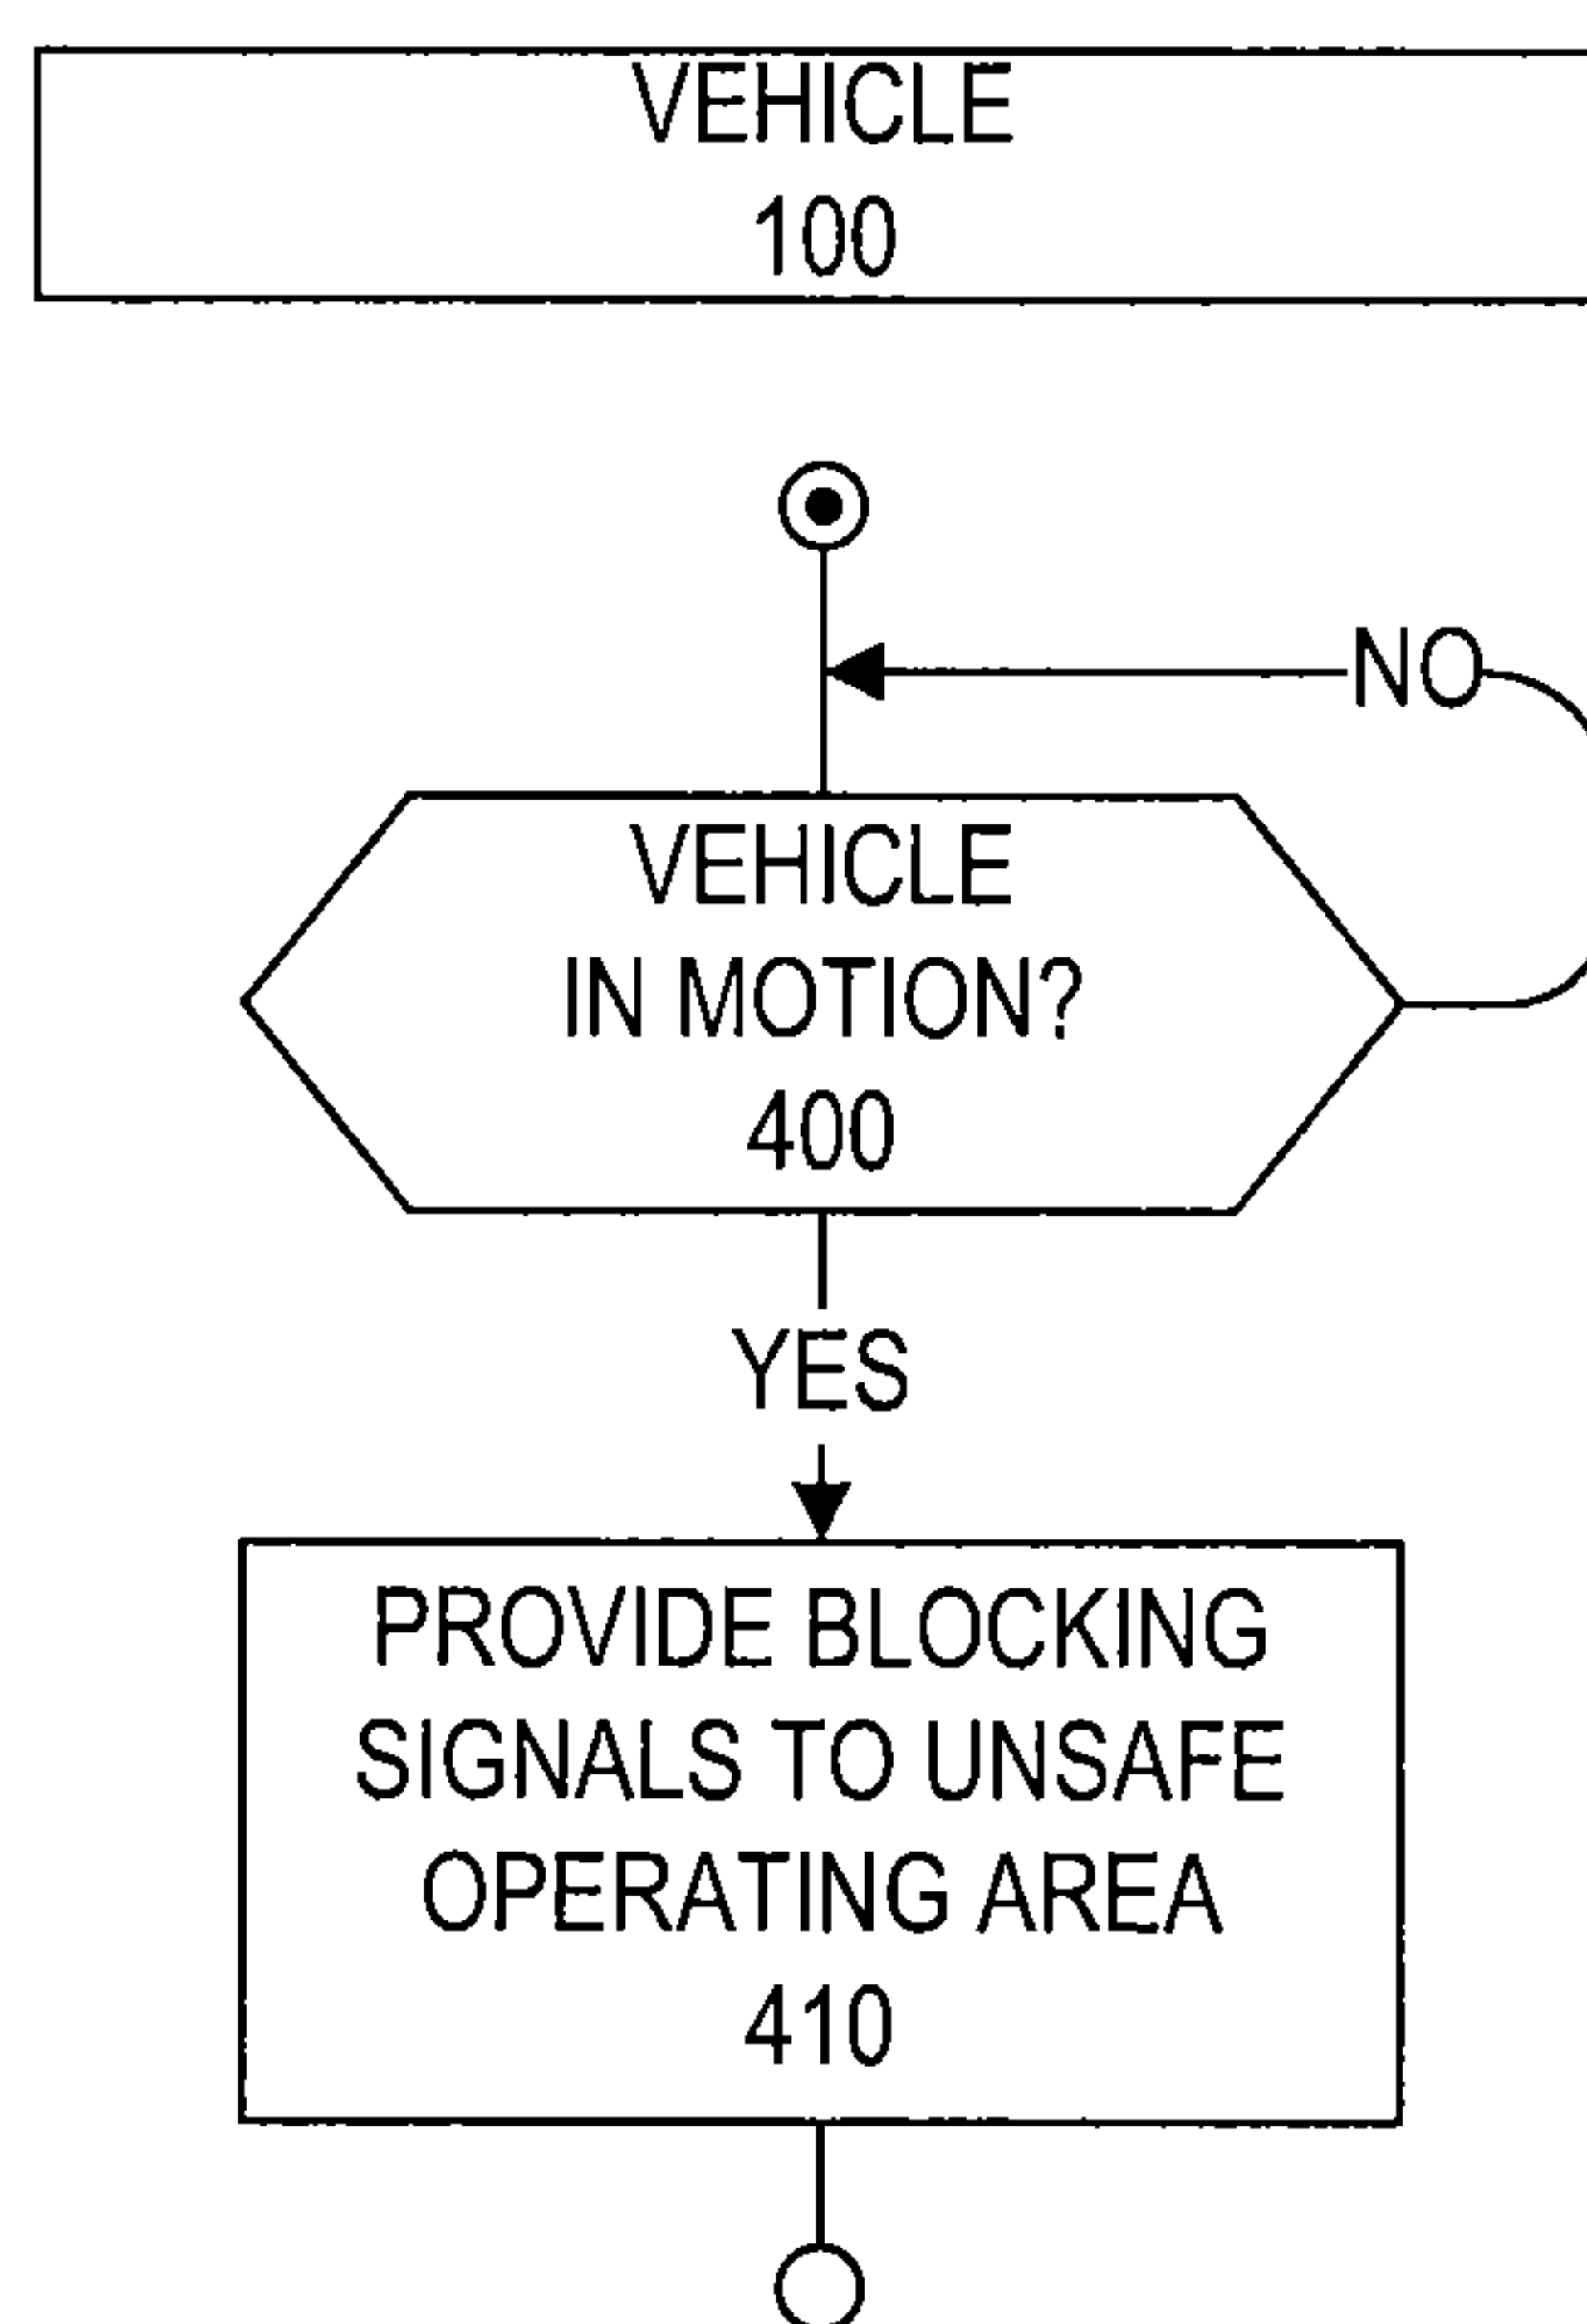 VEHICLE
100
NO
VEHICLE
IN MOTION?
400
YES
PROVIDE BLOCKING
SIGNALS TO UNSAFE
OPERATING AREA
410